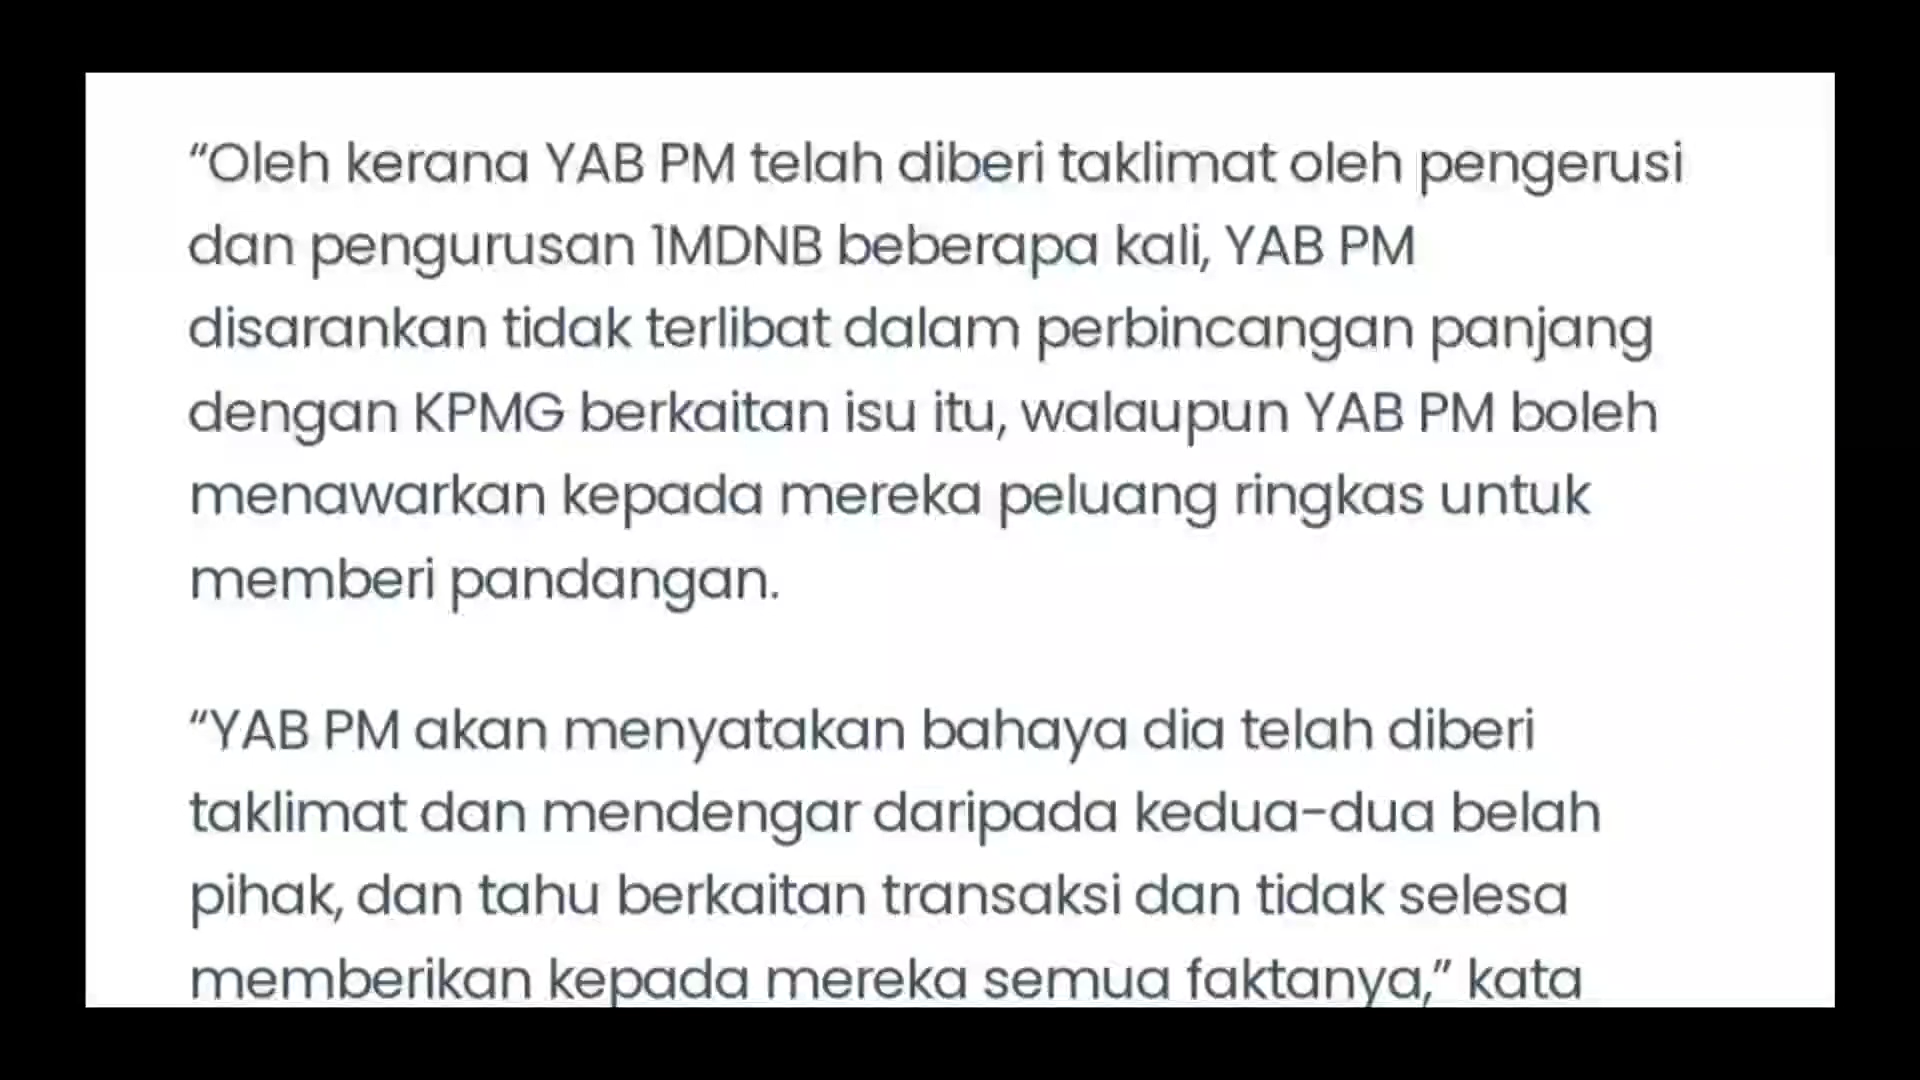 “Oleh kerana YAB PM telah diberi taklimat oleh pengerusi
dan pengurusan 1MDNB beberapa kali, YAB PM
disarankan tidak terlibat dalam perbincangan panjang
dengan KPMG berkaitan isu itu, walaupun YAB PM boleh
menawarkan kepada mereka peluang ringkas untuk
memberi pandangan.
“YAB PM akan menyatakan bahaya dia telah diberi
taklimat dan mendengar daripada kedua-dua belah
pihak, dan tahu berkaitan transaksi dan tidak selesa
memberikan kepada mereka semua faktanya,” kata